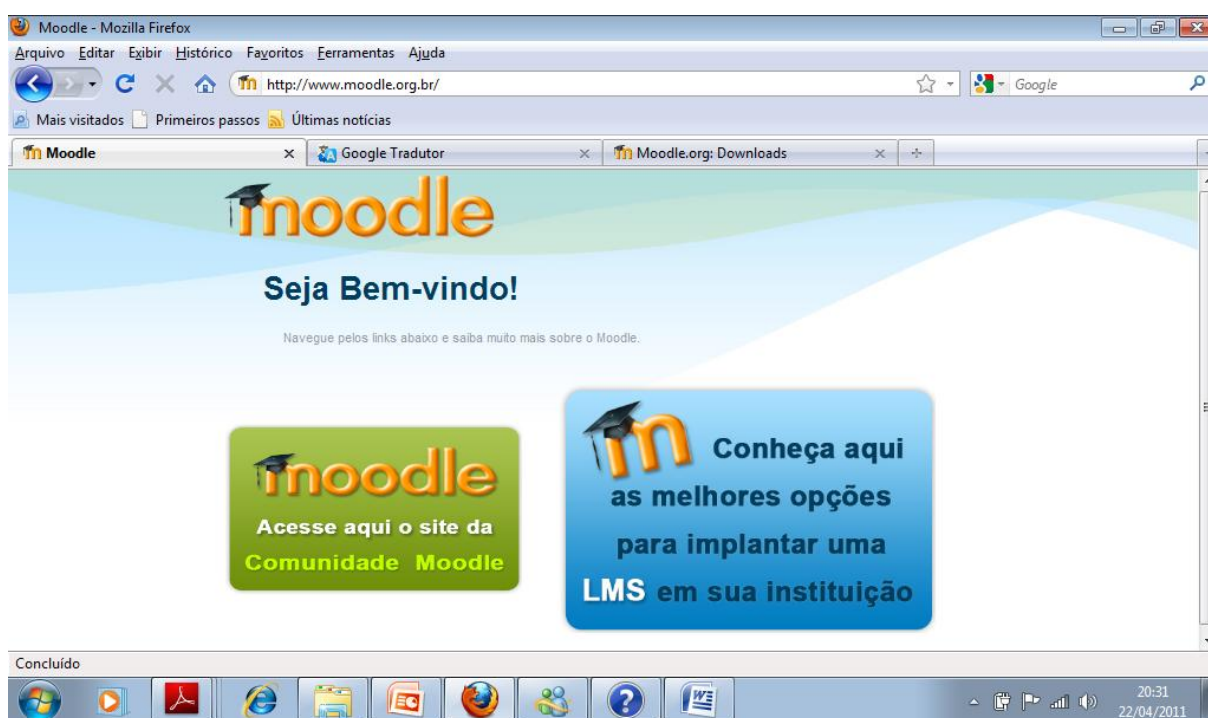 Moodle - Mozilla Firefox
Arquivo Editar Exibir Histórico Favoritos Ferramentas Ajuda
http://www.moodle.org.br/
Google
Mais visitados Primeiros passos Últimas notícias
Moodle Google Tradutor Moodle.org: Downloads
moodle
Seja Bem-vindo!
Navegue pelos links abaixo e saiba muito mais sobre o Moodle.
moodle
Acesse aqui o site da
Comunidade Moodle
m Conheça aqui
as melhores opções
para implantar uma
LMS em sua instituição
Concluído
20:31
22/04/2011